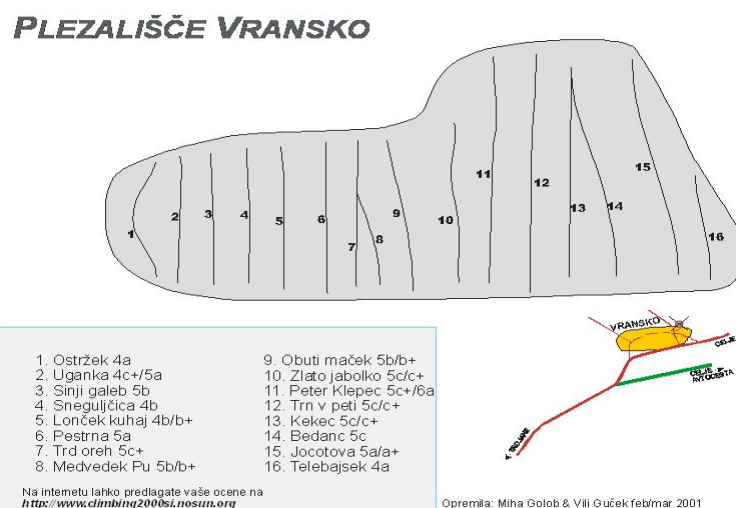 PLEZALIŠČE VRANSKO
1
2
3
4
5
6
7
8
9
10
11
12
13
14
15
16
VRANSKO
CELJE
CELJE
AVTOCESTA
TROJANE
1. Ostržek 4a
2. Uganka 4c+/5a
3. Sinji galeb 5b
4. Sneguljčica 4b
5. Lonček kuhaj 4b/b+
6. Pestrna 5a
7. Trd oreh 5c+
8. Medvedek Pu 5b/b+
9. Obuti maček 5b/b+
10. Zlato jabolko 5c/c+
11. Peter Klepec 5c+/6a
12. Trn v peti 5c/c+
13. Kekec 5c/c+
14. Bedanc 5c
15. Jocotova 5a/a+
16. Telebajsek 4a
Na internetu lahko predlagate vaše ocene na
http://www.climbing2000si.nosun.org
Opremila: Miha Golob & Vili Guček feb/mar 2001